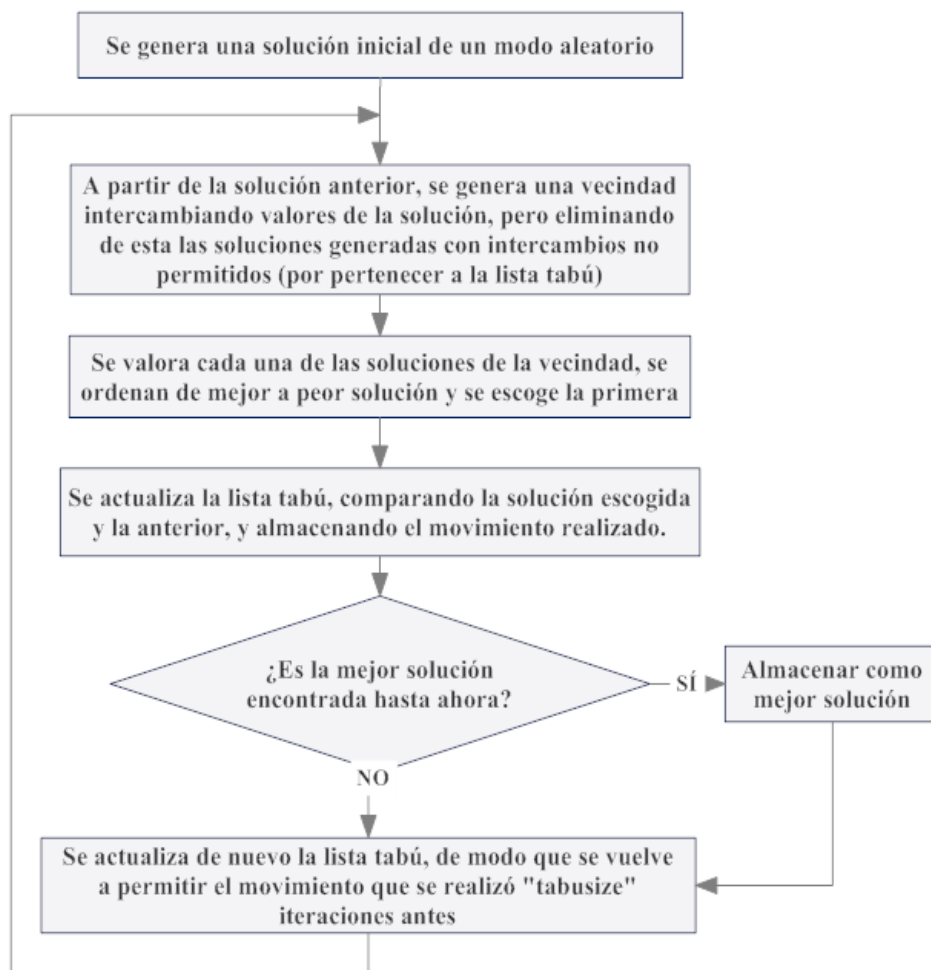 Se genera una solución inicial de un modo aleatorio
A partir de la solución anterior, se genera una vecindad
intercambiando valores de la solución, pero eliminando
de esta las soluciones generadas con intercambios no
permitidos (por pertenecer a la lista tabú)
Se valora cada una de las soluciones de la vecindad, se
ordenan de mejor a peor solución y se escoge la primera
Se actualiza la lista tabú, comparando la solución escogida
y la anterior, y almacenando el movimiento realizado.
¿Es la mejor solución
encontrada hasta ahora?
SÍ
Almacenar como
mejor solución
NO
Se actualiza de nuevo la lista tabú, de modo que se vuelve
a permitir el movimiento que se realizó "tabusize"
iteraciones antes